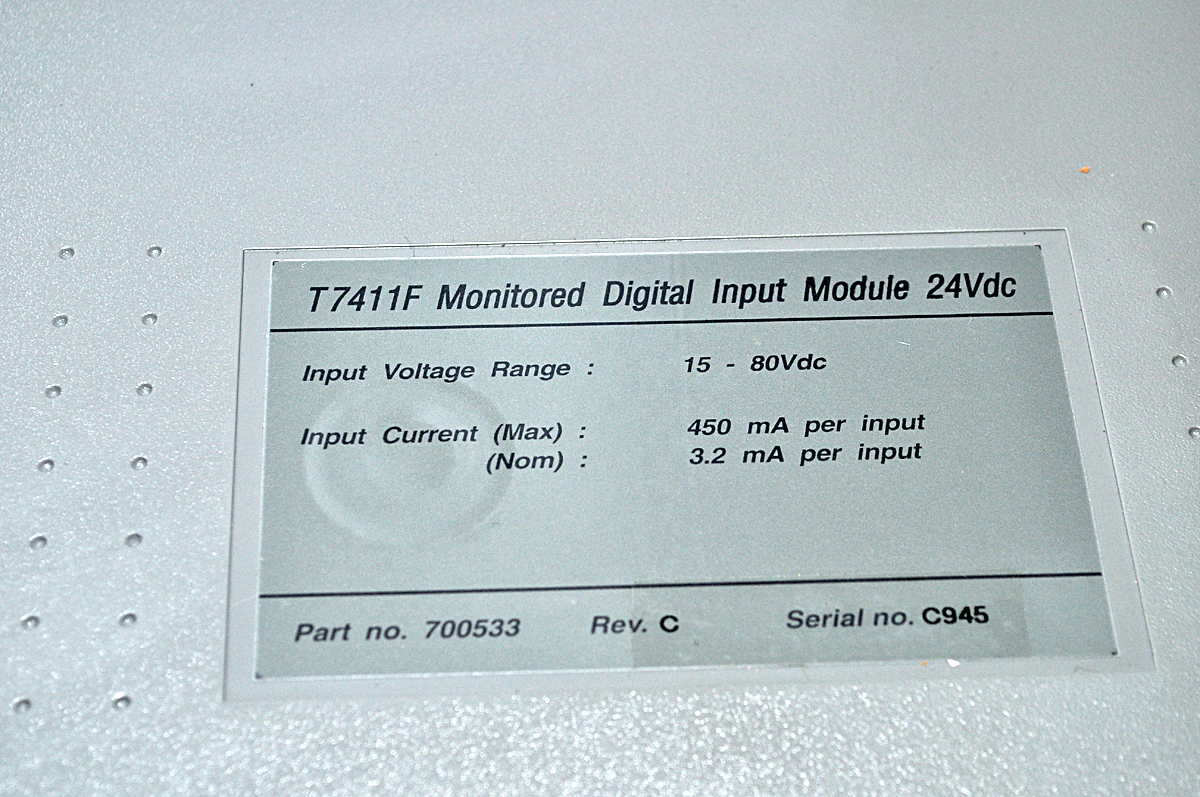 T7411F Monitored Digital Input Module 24Vdc
Input Voltage Range : 15 - 80Vdc
Input Current (Max) : 450 mA per input
(Nom) : 3.2 mA per input
Part no. 700533 Rev. C Serial no. C945